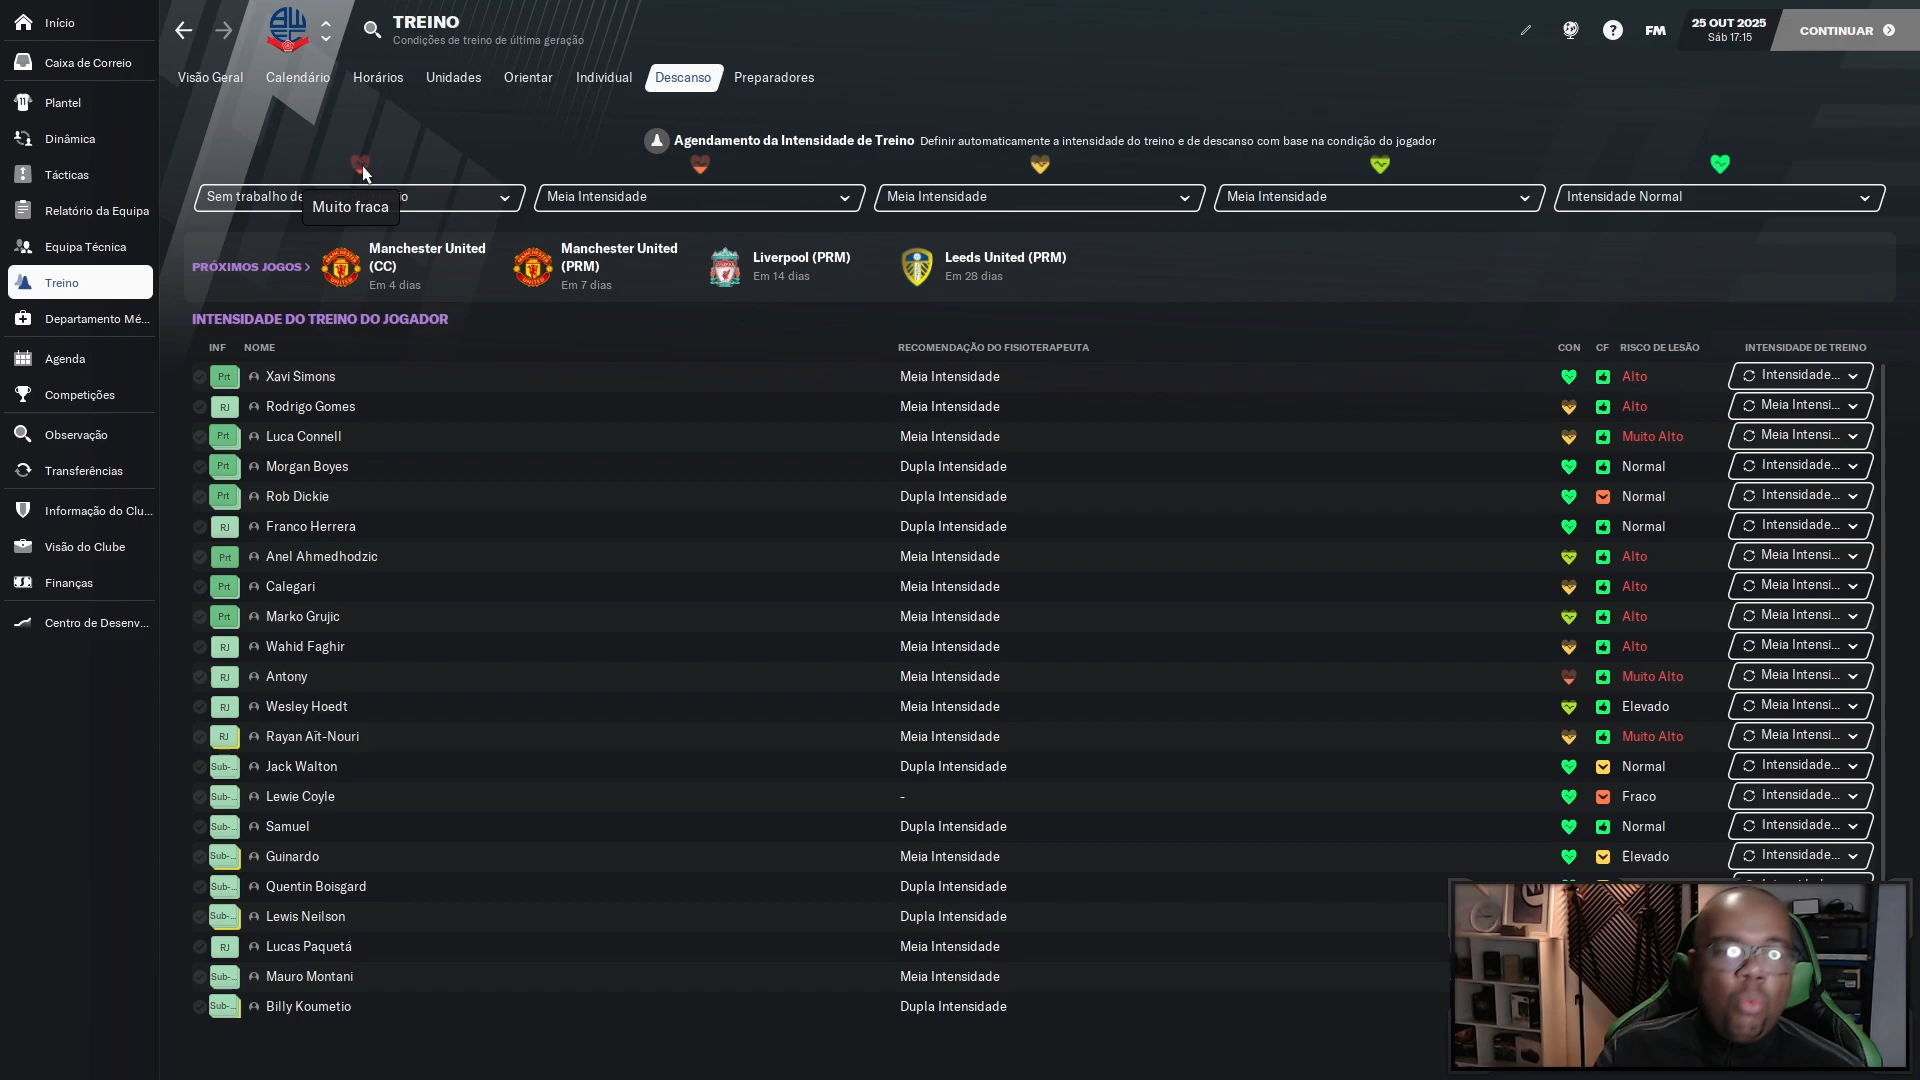 Início
Caixa de Correio
Plantel
Dinâmica
Tácticas
Relatório da Equipa
Equipa Técnica
Treino
Departamento Mé...
Agenda
Competições
Observação
Transferências
Informação do Clu...
Visão do Clube
Finanças
Centro de Desenv...
TREINO
Condições de treino de última geração
FM
25 OUT 2025
Sáb 17:15
CONTINUAR
Visão Geral Calendário Horários Unidades Orientar Individual Descanso Preparadores
Agendamento da Intensidade de Treino Definir automaticamente a intensidade do treino e de descanso com base na condição do jogador
Sem trabalho de Meia Intensidade Meia Intensidade Meia Intensidade Intensidade Normal
Muito fraca
PRÓXIMOS JOGOS
Manchester United (CC)
Em 4 dias
Manchester United (PRM)
Em 7 dias
Liverpool (PRM)
Em 14 dias
Leeds United (PRM)
Em 28 dias
INTENSIDADE DO TREINO DO JOGADOR
INF NOME RECOMENDAÇÃO DO FISIOTERAPEUTA CON CF RISCO DE LESÃO INTENSIDADE DE TREINO
Prt Xavi Simons Meia Intensidade Alto Intensidade...
RJ Rodrigo Gomes Meia Intensidade Alto Meia Intensi...
Prt Luca Connell Meia Intensidade Muito Alto Meia Intensi...
Prt Morgan Boyes Dupla Intensidade Normal Intensidade...
Prt Rob Dickie Dupla Intensidade Normal Intensidade...
RJ Franco Herrera Dupla Intensidade Normal Intensidade...
Prt Anel Ahmedhodzic Meia Intensidade Alto Meia Intensi...
Prt Calegari Meia Intensidade Alto Meia Intensi...
Prt Marko Grujic Meia Intensidade Alto Meia Intensi...
RJ Wahid Faghir Meia Intensidade Alto Meia Intensi...
RJ Antony Meia Intensidade Muito Alto Meia Intensi...
RJ Wesley Hoedt Meia Intensidade Elevado Meia Intensi...
RJ Rayan Aït-Nouri Meia Intensidade Muito Alto Meia Intensi...
Sub-... Jack Walton Dupla Intensidade Normal Intensidade...
Sub-... Lewie Coyle - Fraco Intensidade...
Sub-... Samuel Dupla Intensidade Normal Intensidade...
Sub-... Guinardo Meia Intensidade Elevado Intensidade...
Sub-... Quentin Boisgard Dupla Intensidade
Sub-... Lewis Neilson Dupla Intensidade
RJ Lucas Paquetá Meia Intensidade
Sub-... Mauro Montani Meia Intensidade
Sub-... Billy Koumetio Dupla Intensidade